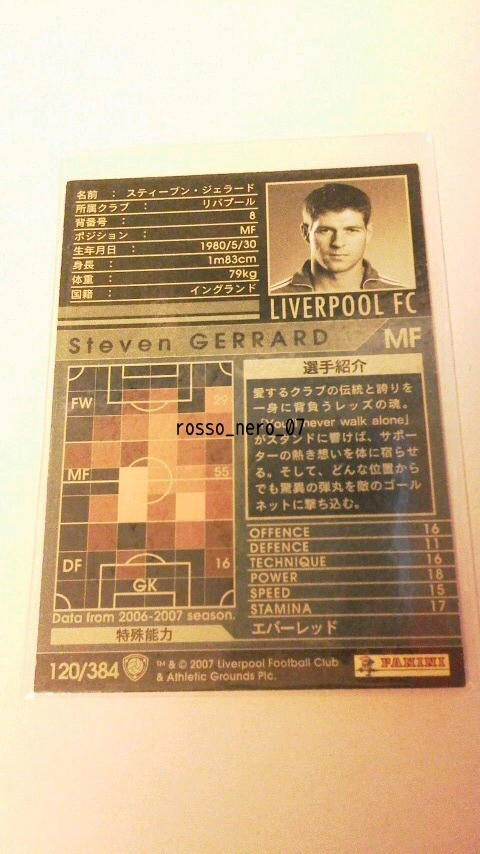 名前 : スティーブン・ジェラード
所属クラブ : リバプール
背番号 : 8
ポジション : MF
生年月日 : 1980/5/30
身長 : 1m83cm
体重 : 79kg
国籍 : イングランド
LIVERPOOL FC
Steven GERRARD MF
FW 29
MF 55
DF 16
GK
Data from 2006-2007 season.
特殊能力
選手紹介
愛するクラブの伝統と誇りを
一身に背負うレッズの魂。
「You'll never walk alone」
がスタンドに響けば、サポー
ターの熱き想いを体に宿らせ
る。そして、どんな位置から
でも驚異の弾丸を敵のゴール
ネットに撃ち込む。
rosso_nero_07
OFFENCE 16
DEFENCE 11
TECHNIQUE 16
POWER 18
SPEED 15
STAMINA 17
エバーレッド
120/384
™ & © 2007 Liverpool Football Club
& Athletic Grounds Plc.
PANINI